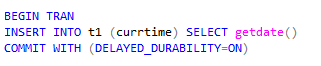 BEGIN TRAN
INSERT INTO t1 (currtime) SELECT getdate()
COMMIT WITH (DELAYED_DURABILITY=ON)